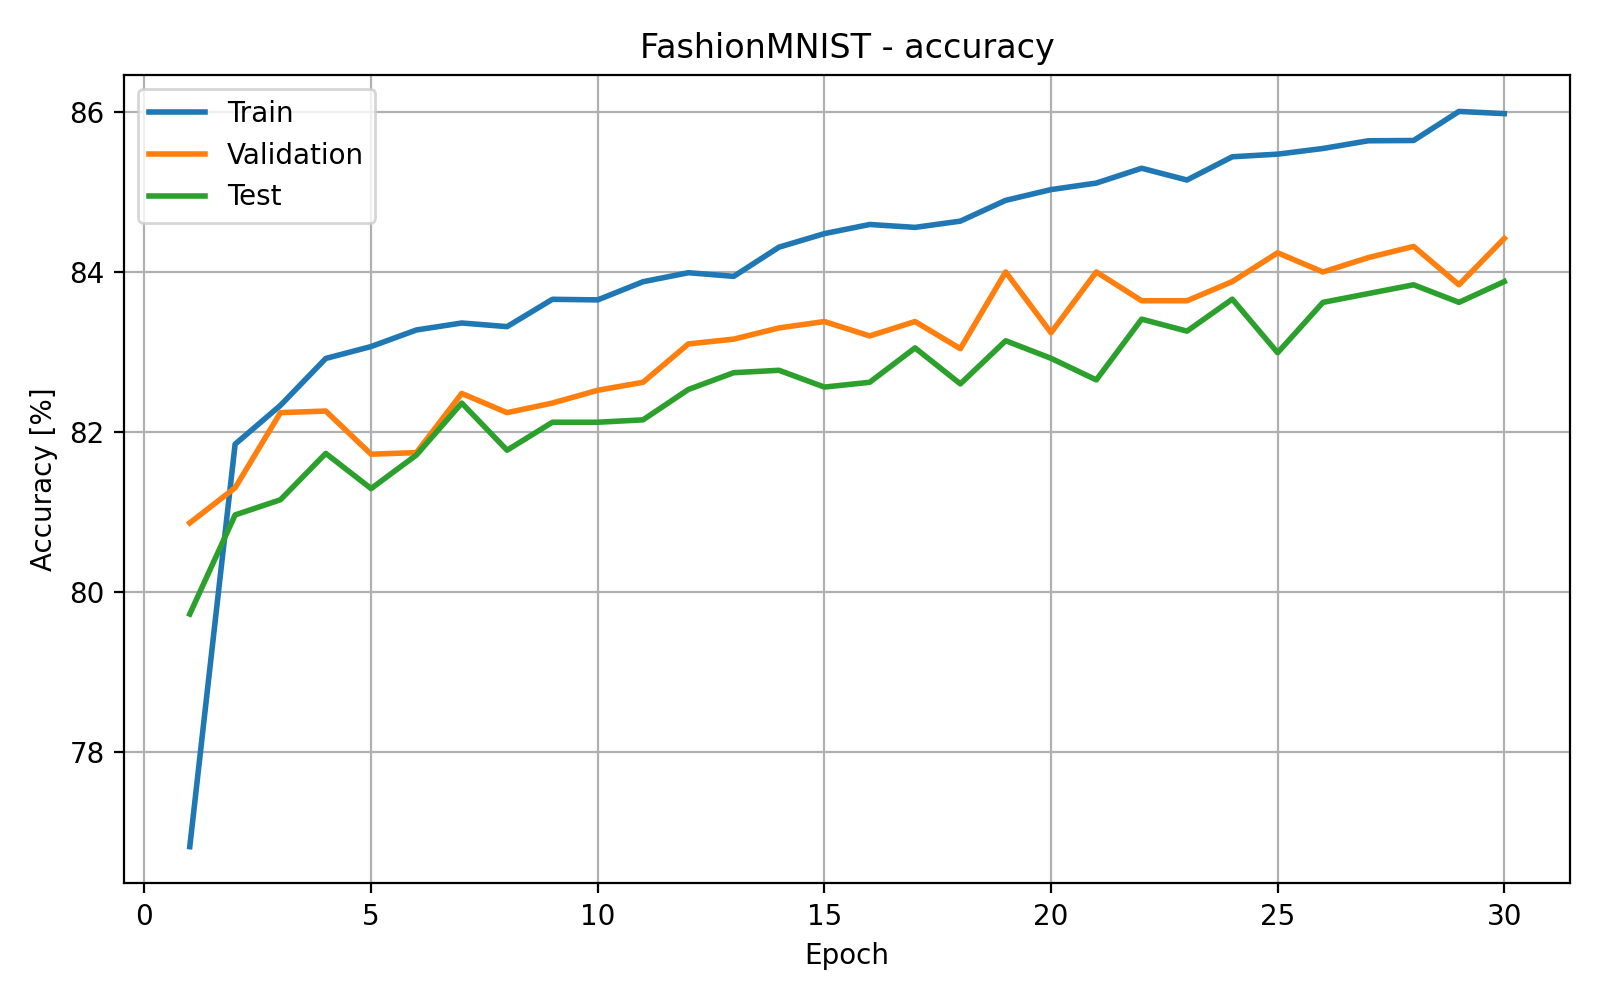 FashionMNIST - accuracy
Train
Validation
Test
Accuracy [%]
86
84
82
80
78
0 5 10 15 20 25 30
Epoch